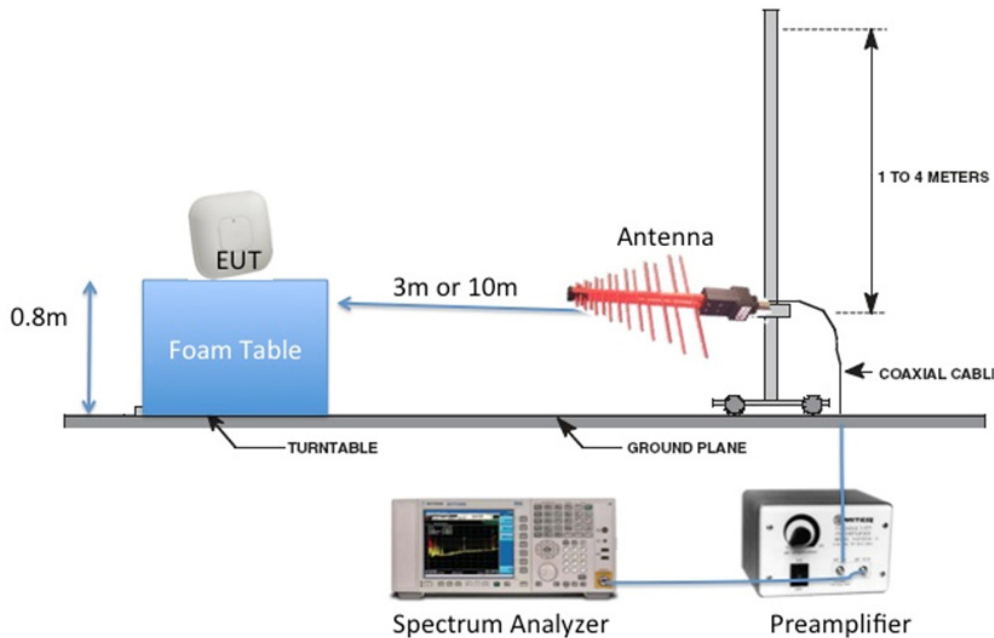 1 TO 4 METERS
Antenna
EUT
3m or 10m
0.8m
Foam Table
COAXIAL CABL
TURNTABLE
GROUND PLANE
MITEQ
Spectrum Analyzer
Preamplifier